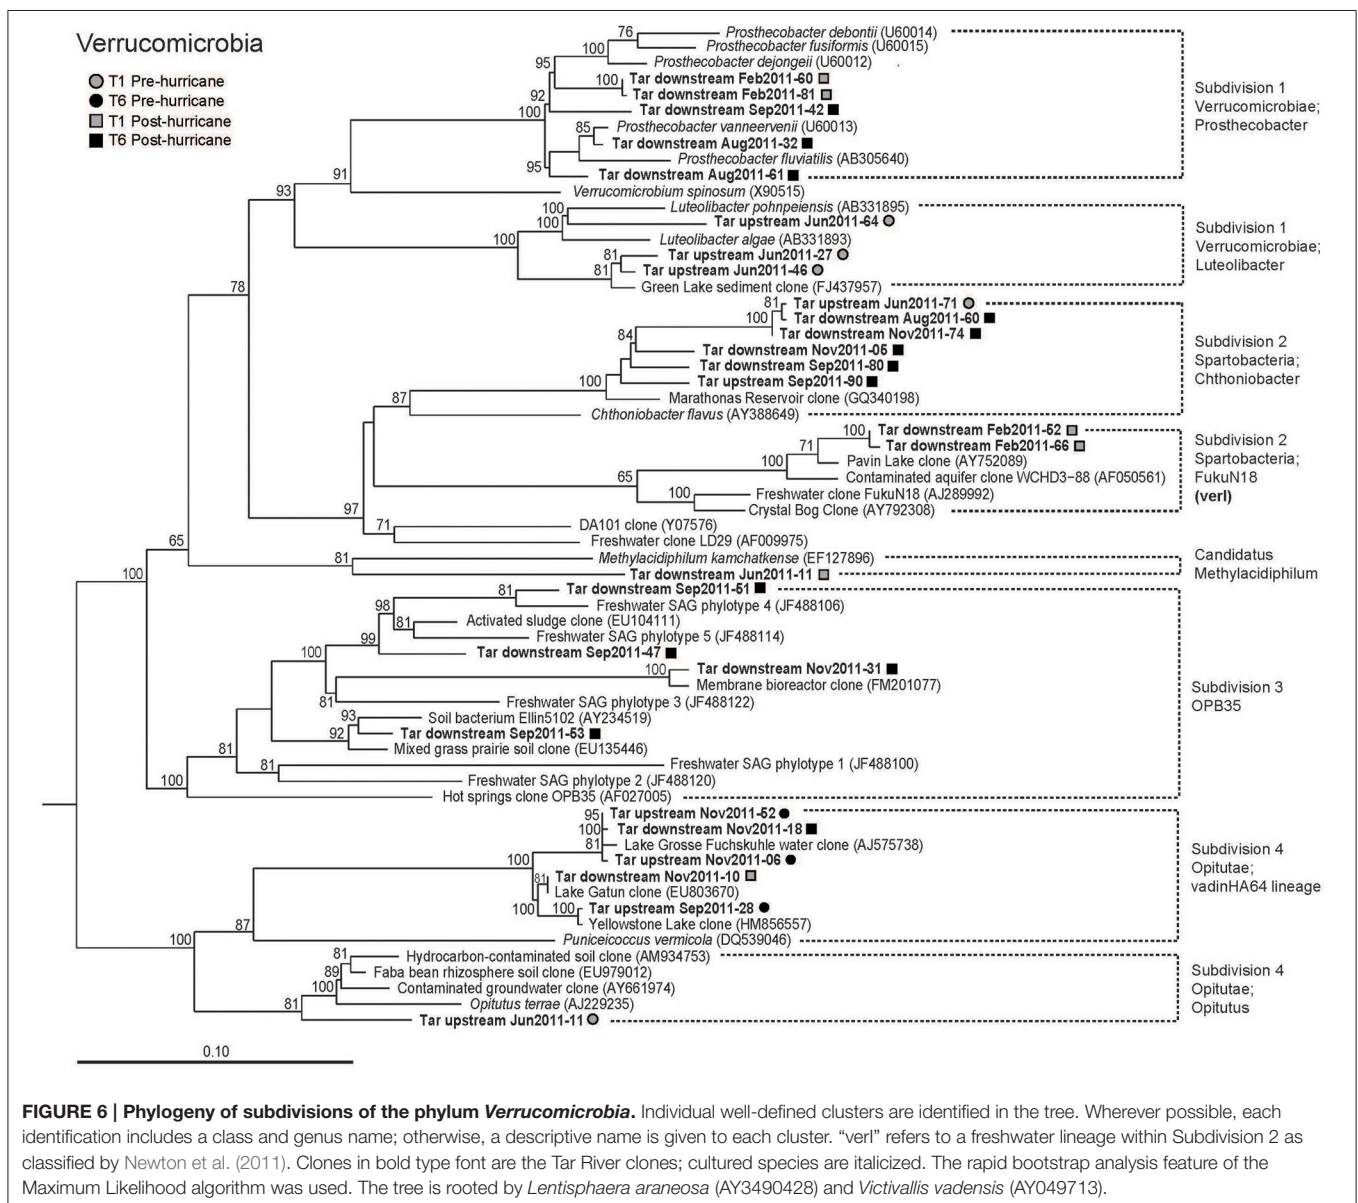 Verrucomicrobia
T1 Pre-hurricane
T6 Pre-hurricane
T1 Post-hurricane
T6 Post-hurricane
76 Prosthecobacter debontii (U60014)
100 Prosthecobacter fusiformis (U60015)
95 Prosthecobacter dejongeii (U60012)
100 Tar downstream Feb2011-60
92 Tar downstream Feb2011-81
100 Tar downstream Sep2011-42
85 Prosthecobacter vanneervenii (U60013)
Tar downstream Aug2011-32
95 Prosthecobacter fluviatilis (AB305640)
Tar downstream Aug2011-61
Subdivision 1
Verrucomicrobiae;
Prosthecobacter
91
93 Verrucomicrobium spinosum (X90515)
100 Luteolibacter pohnpeiensis (AB331895)
100 Tar upstream Jun2011-64
100 Luteolibacter algae (AB331893)
81 Tar upstream Jun2011-27
81 Tar upstream Jun2011-46
Green Lake sediment clone (FJ437957)
Subdivision 1
Verrucomicrobiae;
Luteolibacter
78
81 Tar upstream Jun2011-71
100 Tar downstream Aug2011-60
84 Tar downstream Nov2011-74
Tar downstream Nov2011-05
Tar downstream Sep2011-80
100 Tar upstream Sep2011-90
87 Marathonas Reservoir clone (GQ340198)
Chthoniobacter flavus (AY388649)
Subdivision 2
Spartobacteria;
Chthoniobacter
100 Tar downstream Feb2011-52
71 Tar downstream Feb2011-66
100 Pavin Lake clone (AY752089)
65 Contaminated aquifer clone WCHD3–88 (AF050561)
100 Freshwater clone FukuN18 (AJ289992)
Crystal Bog Clone (AY792308)
Subdivision 2
Spartobacteria;
FukuN18
(verl)
97
71 DA101 clone (Y07576)
Freshwater clone LD29 (AF009975)
65
81 Methylacidiphilum kamchatkense (EF127896)
Tar downstream Jun2011-11
Candidatus
Methylacidiphilum
100
81 Tar downstream Sep2011-51
98 Freshwater SAG phylotype 4 (JF488106)
81 Activated sludge clone (EU104111)
99 Freshwater SAG phylotype 5 (JF488114)
100 Tar downstream Sep2011-47
100 Tar downstream Nov2011-31
Membrane bioreactor clone (FM201077)
81 Freshwater SAG phylotype 3 (JF488122)
93 Soil bacterium Ellin5102 (AY234519)
92 Tar downstream Sep2011-53
81 Mixed grass prairie soil clone (EU135446)
81 Freshwater SAG phylotype 1 (JF488100)
100 Freshwater SAG phylotype 2 (JF488120)
Hot springs clone OPB35 (AF027005)
Subdivision 3
OPB35
95 Tar upstream Nov2011-52
100 Tar downstream Nov2011-18
81 Lake Grosse Fuchskuhle water clone (AJ575738)
100 Tar upstream Nov2011-06
81 Tar downstream Nov2011-10
Lake Gatun clone (EU803670)
100 100 Tar upstream Sep2011-28
87 Yellowstone Lake clone (HM856557)
100 Puniceicoccus vermicola (DQ539046)
Subdivision 4
Opitutae;
vadinHA64 lineage
81 Hydrocarbon-contaminated soil clone (AM934753)
89 Faba bean rhizosphere soil clone (EU979012)
100 Contaminated groundwater clone (AY661974)
81 Opitutus terrae (AJ229235)
Tar upstream Jun2011-11
Subdivision 4
Opitutae;
Opitutus
0.10
FIGURE 6 | Phylogeny of subdivisions of the phylum Verrucomicrobia. Individual well-defined clusters are identified in the tree. Wherever possible, each
identification includes a class and genus name; otherwise, a descriptive name is given to each cluster. “verl” refers to a freshwater lineage within Subdivision 2 as
classified by Newton et al. (2011). Clones in bold type font are the Tar River clones; cultured species are italicized. The rapid bootstrap analysis feature of the
Maximum Likelihood algorithm was used. The tree is rooted by Lentisphaera araneosa (AY3490428) and Victivallis vadensis (AY049713).